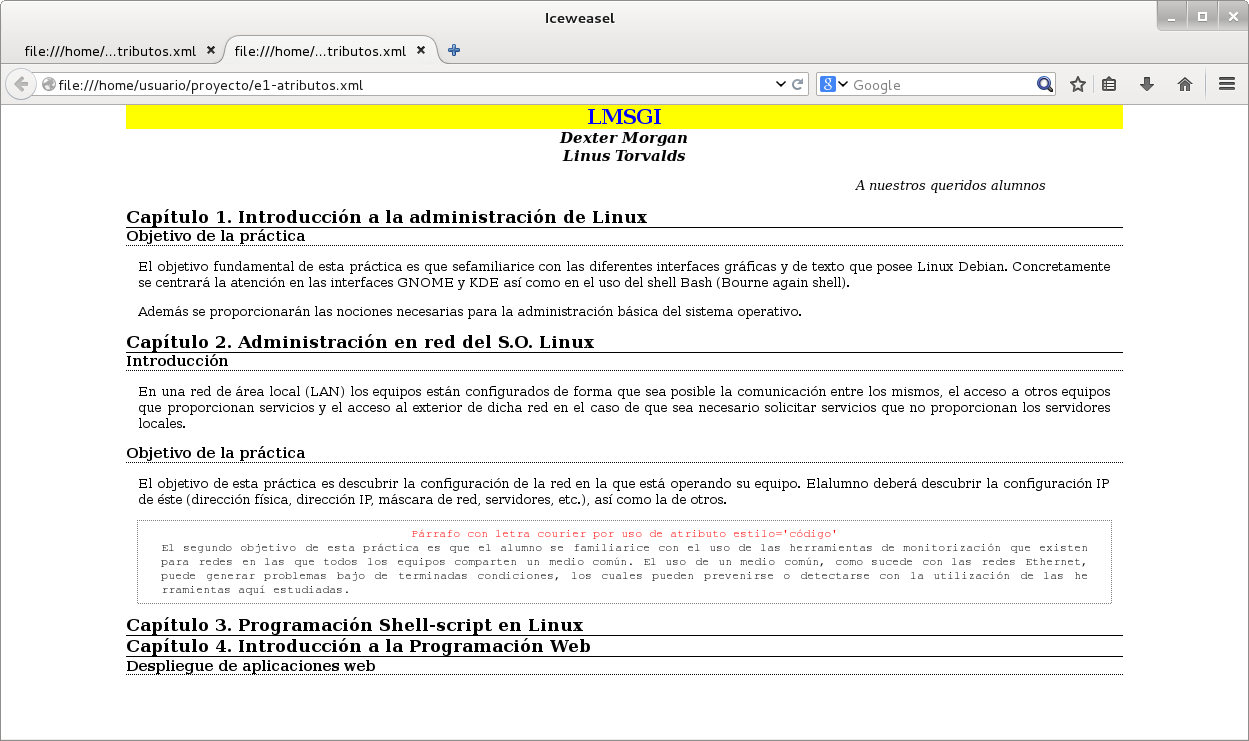 Iceweasel
file:///home/...tributos.xml
file:///home/...tributos.xml
file:///home/usuario/proyecto/e1-atributos.xml
Google
LMSGI
Dexter Morgan
Linus Torvalds
A nuestros queridos alumnos
Capítulo 1. Introducción a la administración de Linux
Objetivo de la práctica
El objetivo fundamental de esta práctica es que sefamiliarice con las diferentes interfaces gráficas y de texto que posee Linux Debian. Concretamente
se centrará la atención en las interfaces GNOME y KDE así como en el uso del shell Bash (Bourne again shell).
Además se proporcionarán las nociones necesarias para la administración básica del sistema operativo.
Capítulo 2. Administración en red del S.O. Linux
Introducción
En una red de área local (LAN) los equipos están configurados de forma que sea posible la comunicación entre los mismos, el acceso a otros equipos
que proporcionan servicios y el acceso al exterior de dicha red en el caso de que sea necesario solicitar servicios que no proporcionan los servidores
locales.
Objetivo de la práctica
El objetivo de esta práctica es descubrir la configuración de la red en la que está operando su equipo. Elalumno deberá descubrir la configuración IP
de éste (dirección física, dirección IP, máscara de red, servidores, etc.), así como la de otros.
Párrafo con letra courier por uso de atríbuto estilo='código'
El segundo objetivo de esta práctica es que el alumno se familiarice con el uso de las herramientas de monitorización que existen
para redes en las que todos los equipos comparten un medio común. El uso de un medio común, como sucede con las redes Ethernet,
puede generar problemas bajo de terminadas condiciones, los cuales pueden prevenirse o detectarse con la utilización de las he
rramientas aquí estudiadas.
Capítulo 3. Programación Shell-script en Linux
Capítulo 4. Introducción a la Programación Web
Despliegue de aplicaciones web